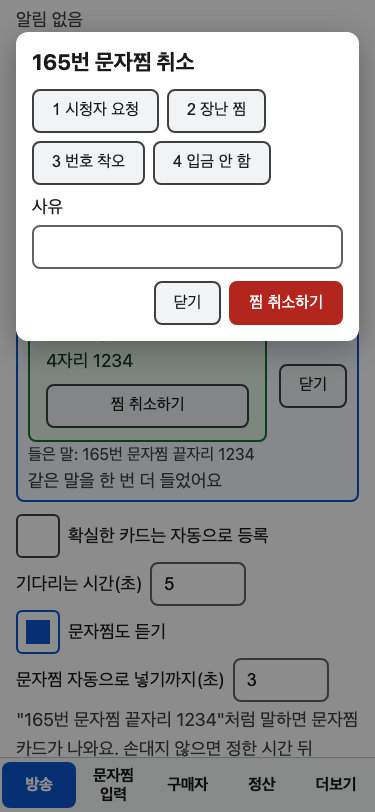 알림 없음
165번 문자찜 취소
1 시청자 요청
2 장난 찜
3 번호 착오
4 입금 안 함
사유
닫기
찜 취소하기
4자리 1234
찜 취소하기
닫기
들은 말: 165번 문자찜 끝자리 1234
같은 말을 한 번 더 들었어요
확실한 카드는 자동으로 등록
기다리는 시간(초)
5
문자찜도 듣기
문자찜 자동으로 넣기까지(초)
3
"165번 문자찜 끝자리 1234"처럼 말하면 문자찜
카드가 나와요. 손대지 않으면 정한 시간 뒤
방송
문자찜
입력
구매자
정산
더보기